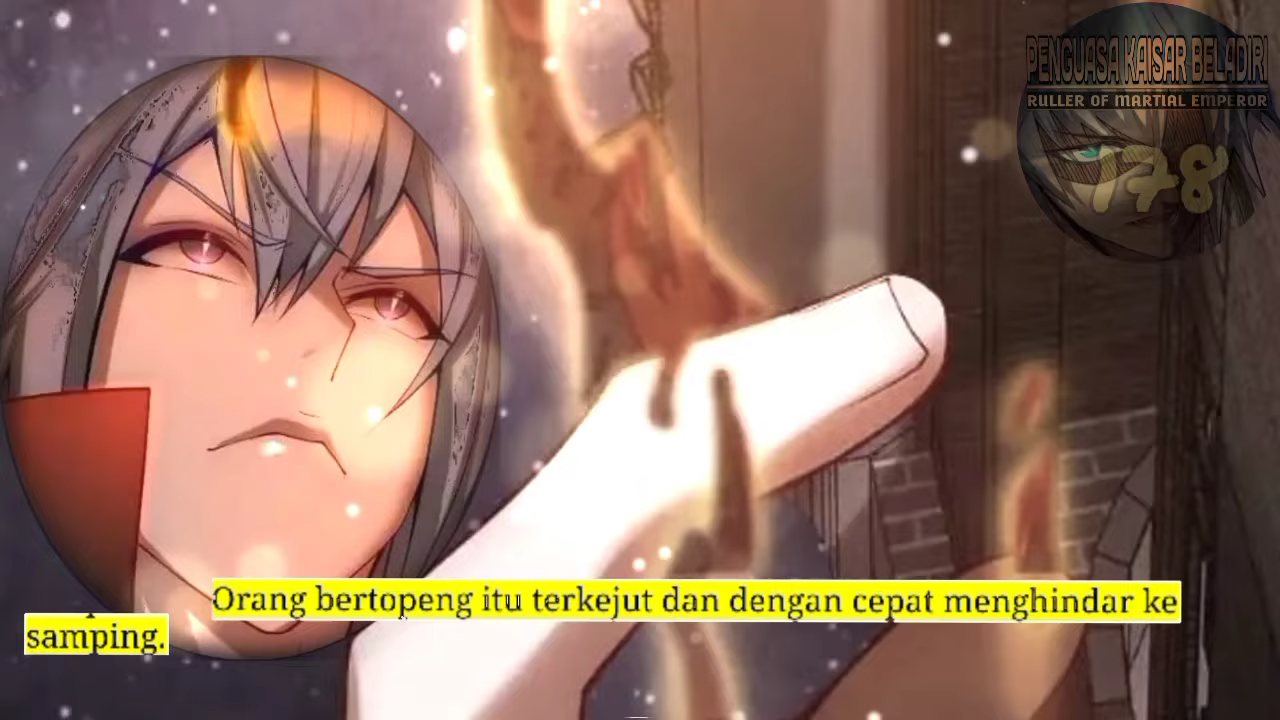 PENGUASA KAISAR BELADIRI
RULLER OF MARTIAL EMPEROR
178
Orang bertopeng itu terkejut dan dengan cepat menghindar ke
samping.